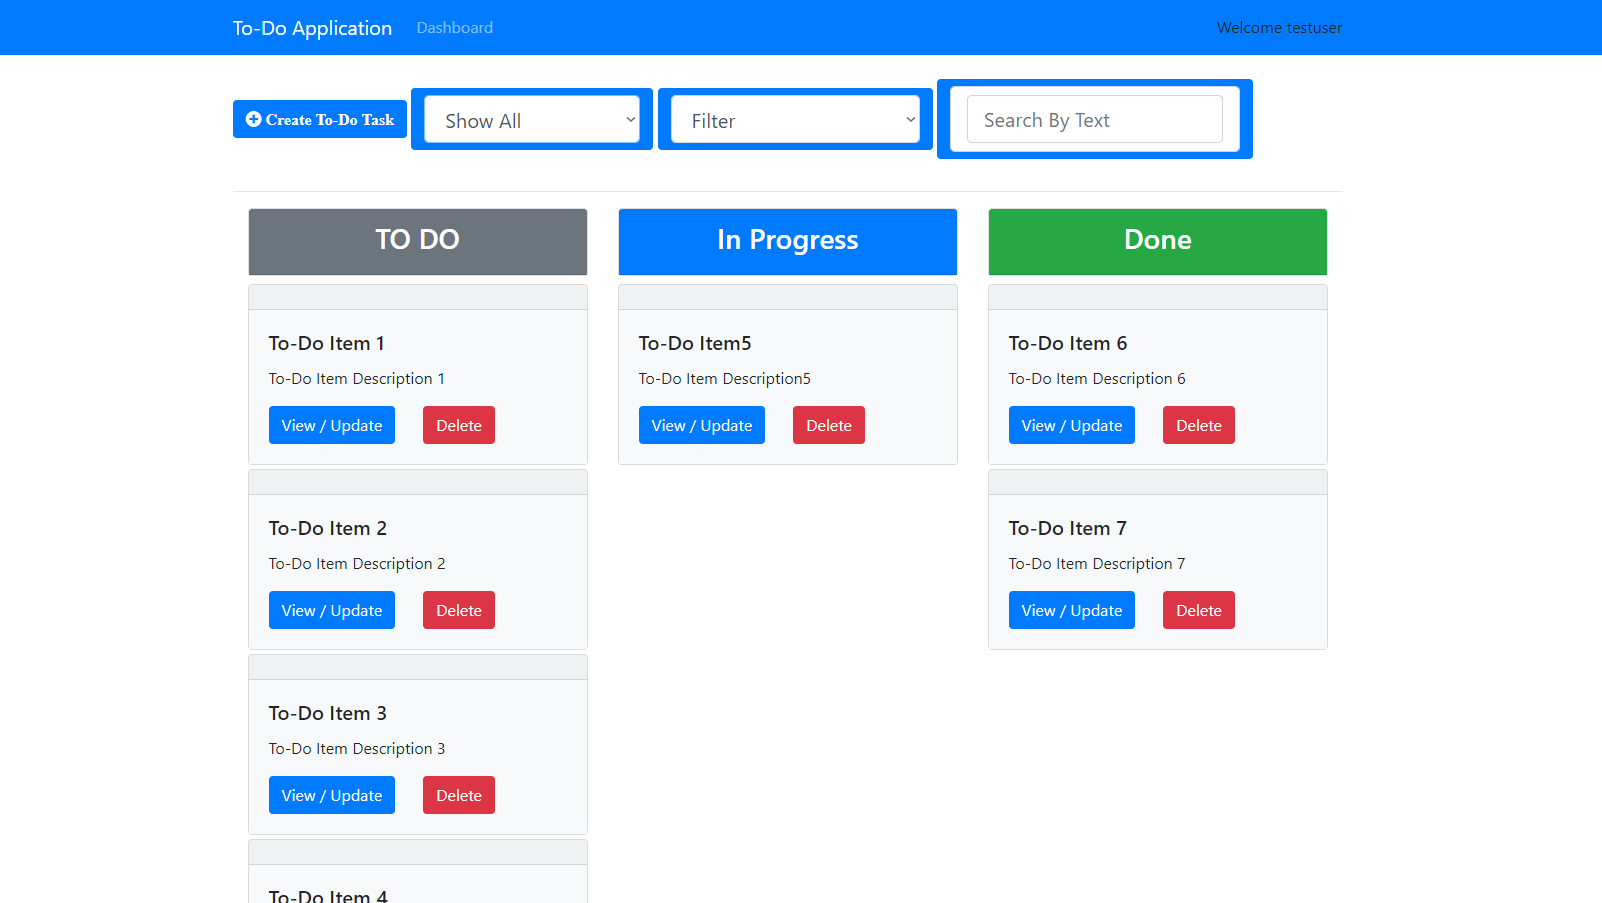 To-Do Application Dashboard Welcome testuser
Create To-Do Task Show All Filter Search By Text
TO DO
To-Do Item 1
To-Do Item Description 1
View / Update Delete
To-Do Item 2
To-Do Item Description 2
View / Update Delete
To-Do Item 3
To-Do Item Description 3
View / Update Delete
To-Do Item 4
In Progress
To-Do Item5
To-Do Item Description5
View / Update Delete
Done
To-Do Item 6
To-Do Item Description 6
View / Update Delete
To-Do Item 7
To-Do Item Description 7
View / Update Delete